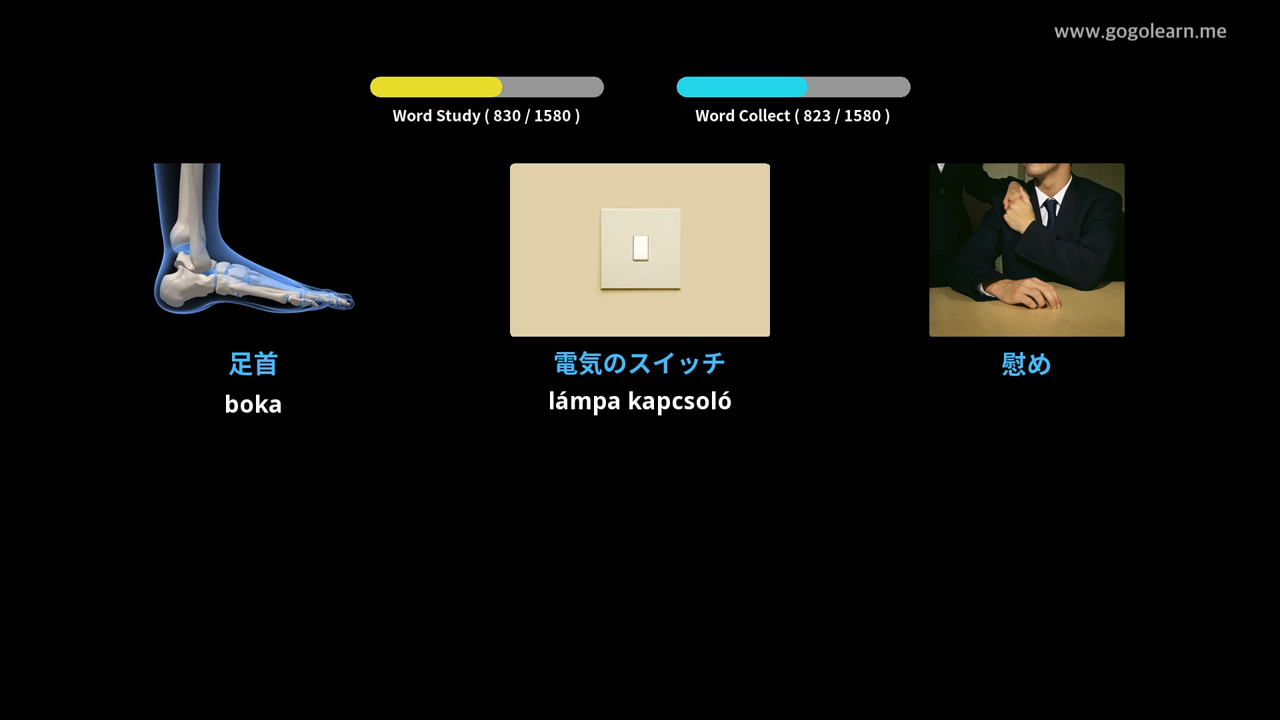 www.gogolearn.me
Word Study ( 830 / 1580 )
Word Collect ( 823 / 1580 )
足首
boka
電気のスイッチ
lámpa kapcsoló
慰め